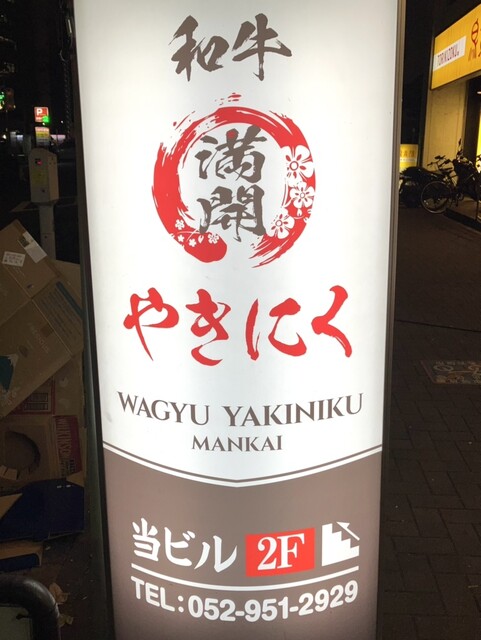 和牛
満開
やきにく
WAGYU YAKINIKU
MANKAI
当ビル 2F
TEL:052-951-2929
TORIKIZOKU
P